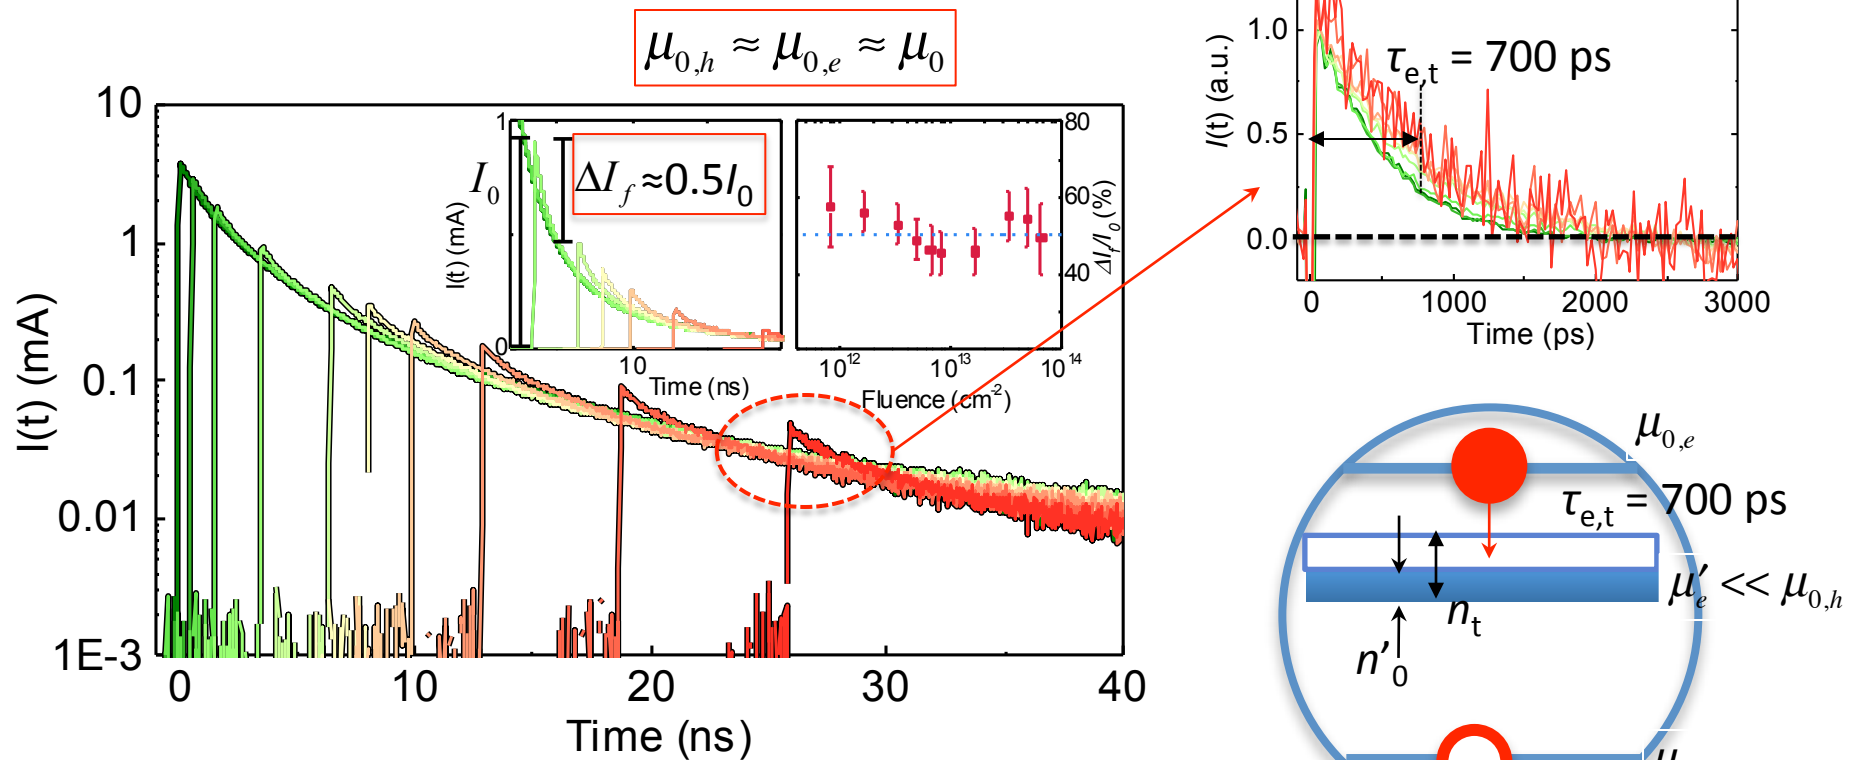 μ0,h ≈ μ0,e ≈ μ0
10
1
0.1
0.01
1E-3
I(t) (mA)
0
10
20
30
40
Time (ns)
1
I0
0
0
I(t) (mA)
ΔIf ≈0.5I0
10
Time (ns)
80
60
40
ΔIf/I0(%)
10^12
10^13
10^14
Fluence (cm^-2)
1.0
0.5
0.0
I(t) (a.u.)
τe,t = 700 ps
0
1000
2000
3000
Time (ps)
μ0,e
τe,t = 700 ps
μ′e << μ0,h
nt
n’0